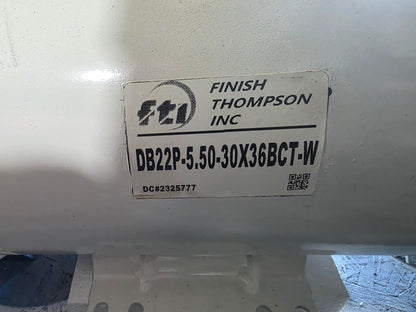 fti
FINISH
THOMPSON
INC
DB22P-5.50-30X36BCT-W
DC#2325777